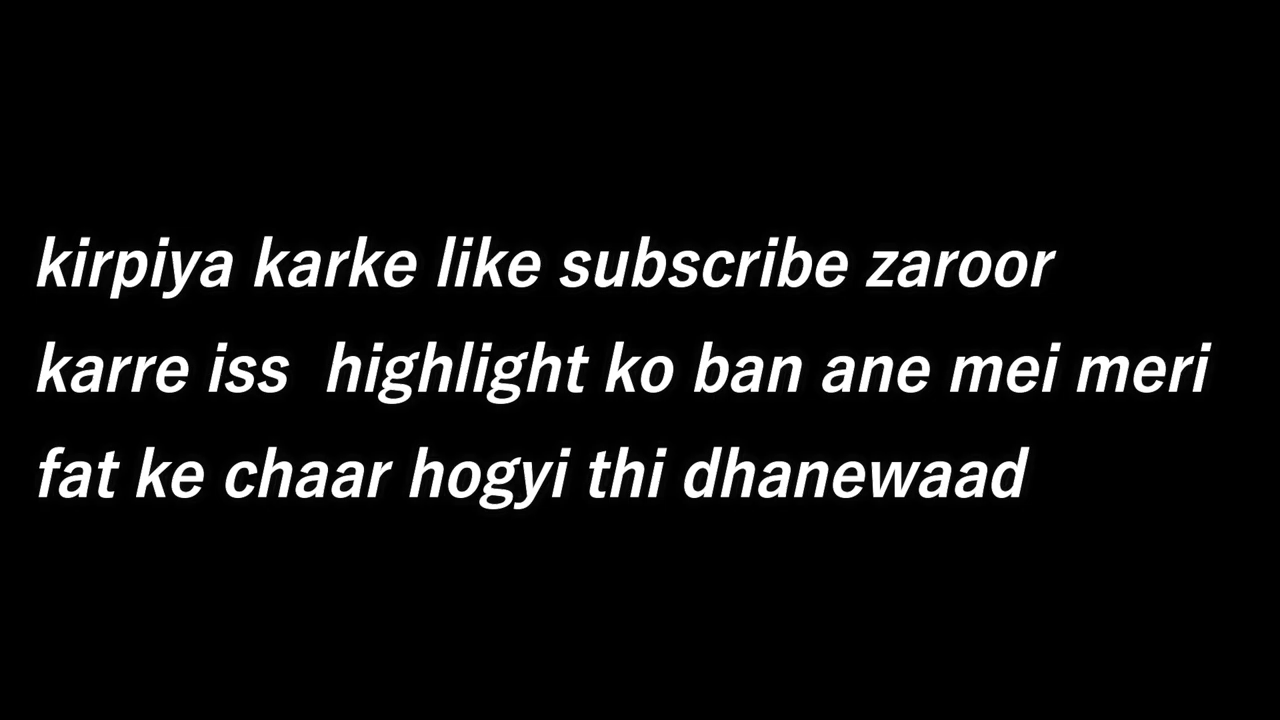 kirpiya karke like subscribe zaroor
karre iss  highlight ko ban ane mei meri
fat ke chaar hogyi thi dhanewaad